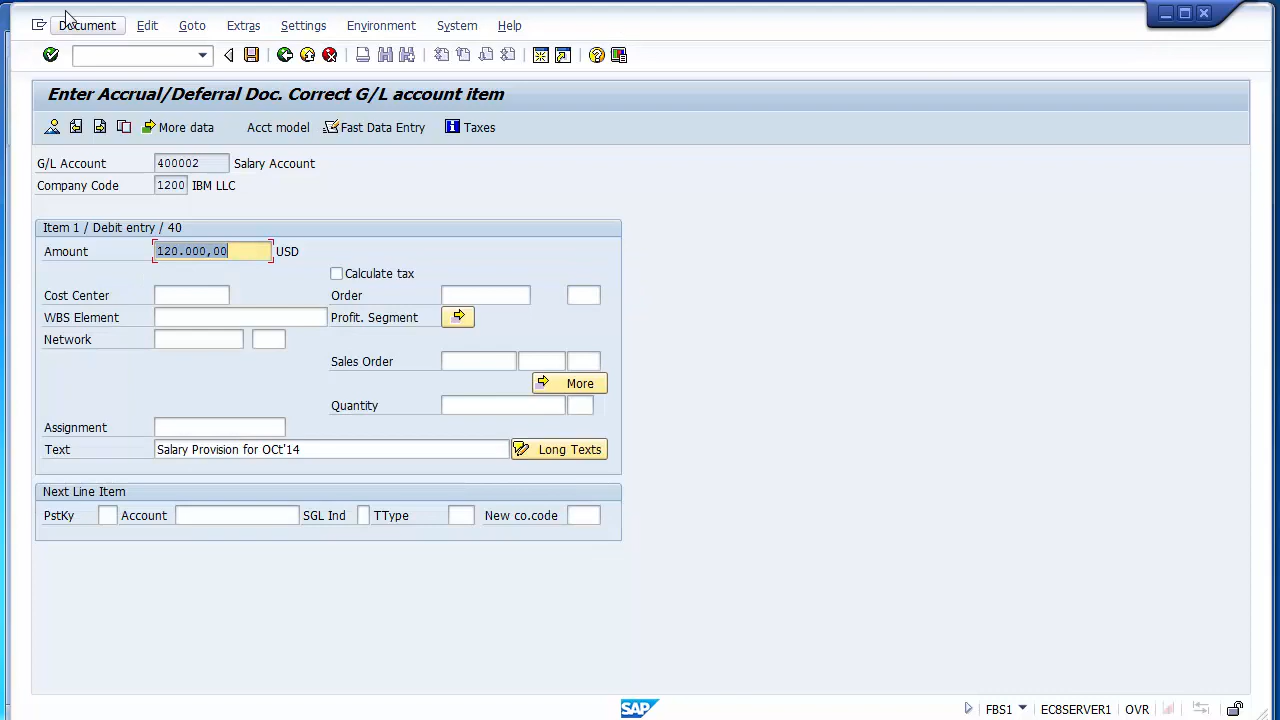 Document Edit Goto Extras Settings Environment System Help
Enter Accrual/Deferral Doc. Correct G/L account item
More data Acct model Fast Data Entry Taxes
G/L Account 400002 Salary Account
Company Code 1200 IBM LLC
Item 1 / Debit entry / 40
Amount 120.000,00 USD
Calculate tax
Cost Center Order
WBS Element Profit. Segment
Network
Sales Order
More
Quantity
Assignment
Text Salary Provision for OCt'14 Long Texts
Next Line Item
PstKy Account SGL Ind TType New co.code
SAP FBS1 EC8SERVER1 OVR